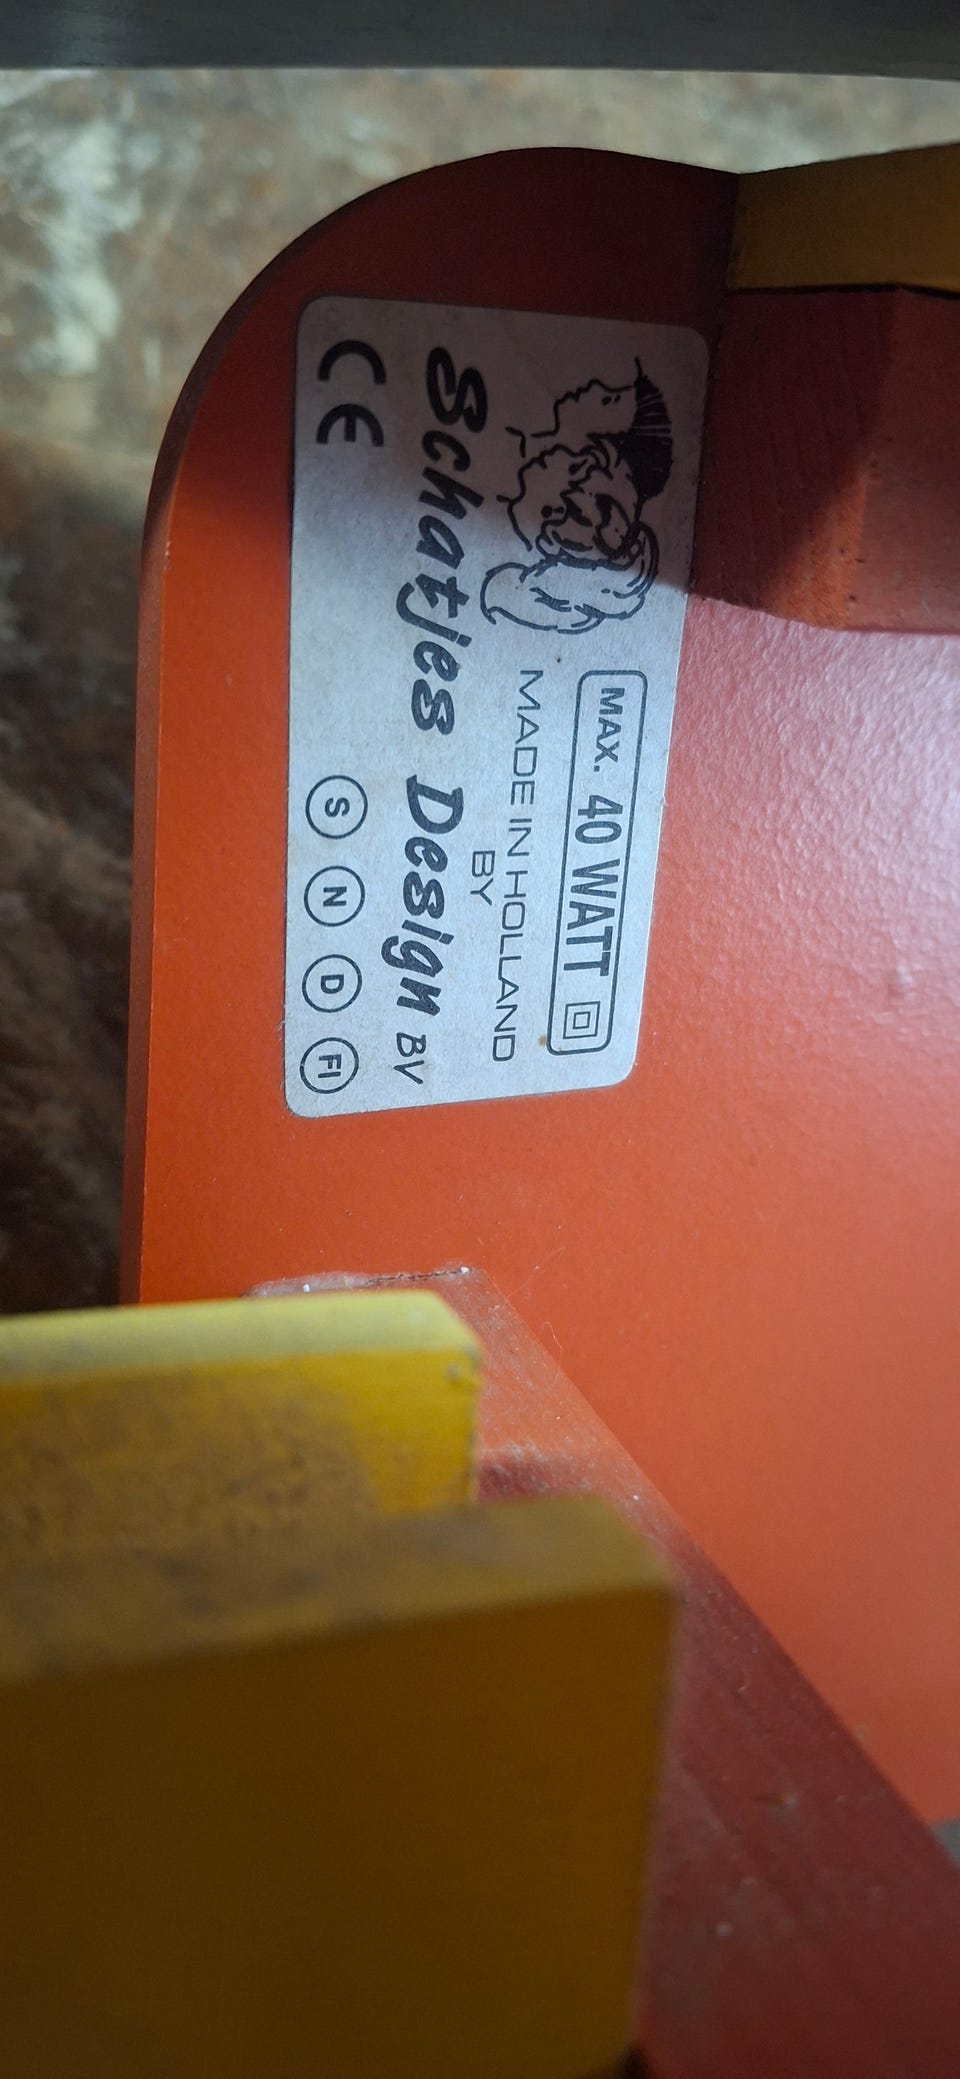 MAX. 40 WATT
MADE IN HOLLAND
BY
Schatjes Design BV
CE
S N D FI